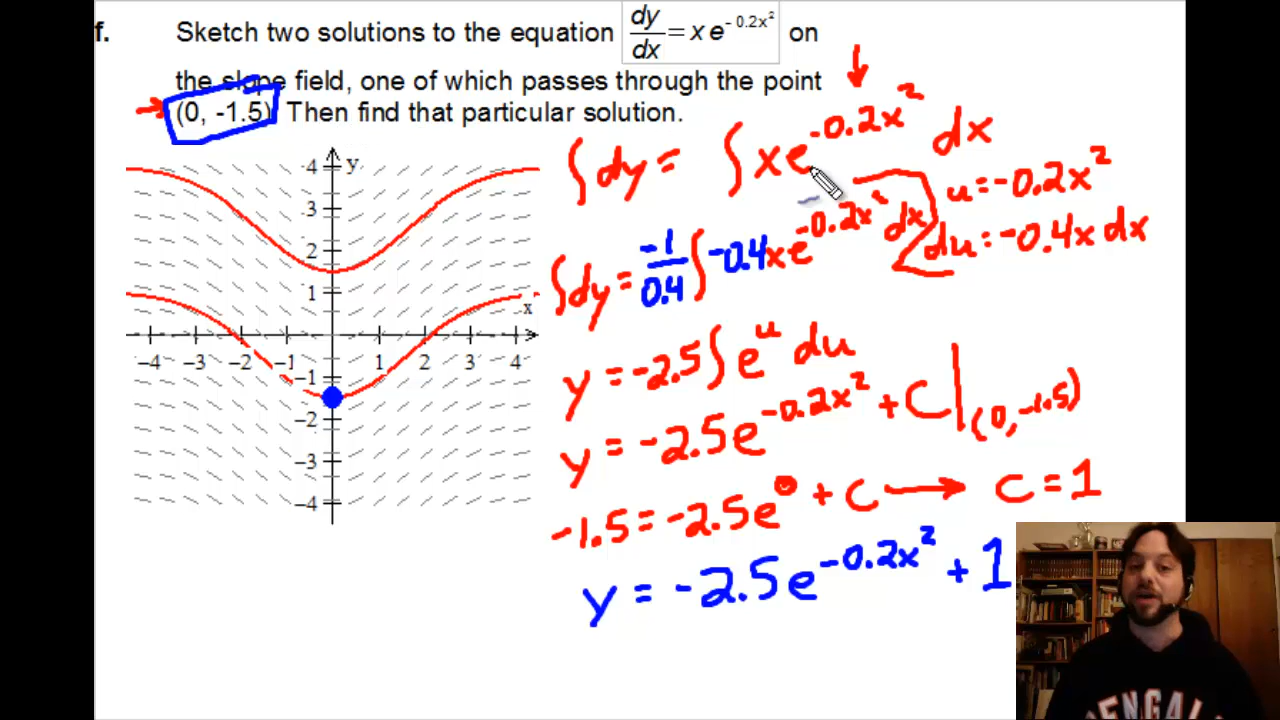 f. Sketch two solutions to the equation dy/dx = x e^-0.2x² on
the slope field, one of which passes through the point
(0, -1.5). Then find that particular solution.
∫dy = ∫xe^-0.2x² dx
u = -0.2x²
du = -0.4x dx
∫dy = -1/0.4 ∫-0.4xe^-0.2x² dx
y = -2.5∫e^u du
y = -2.5e^-0.2x² + C |(0,-1.5)
-1.5 = -2.5e^0 + C → C = 1
y = -2.5e^-0.2x² + 1
y
4
3
2
1
x
-4 -3 -2 -1 1 2 3 4
-1
-2
-3
-4
BENGALS